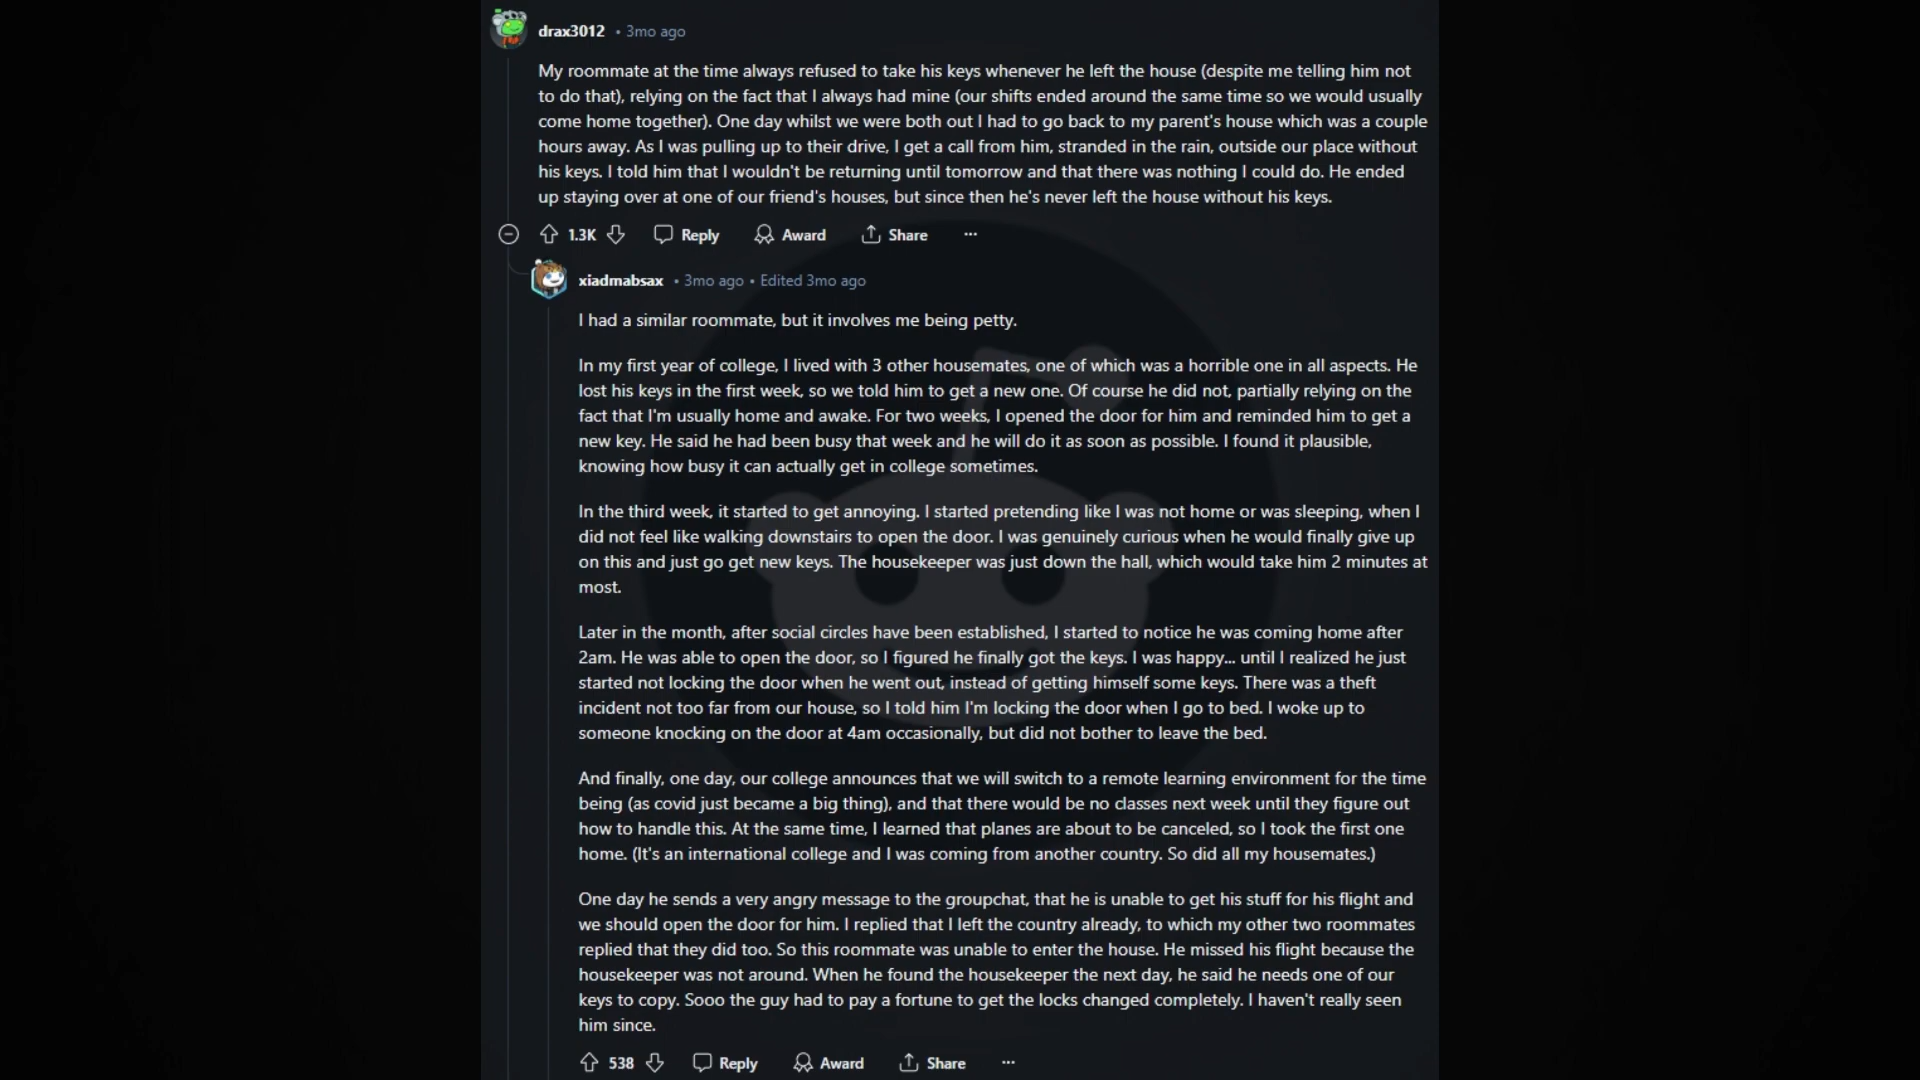 drax3012 • 3mo ago
My roommate at the time always refused to take his keys whenever he left the house (despite me telling him not
to do that), relying on the fact that I always had mine (our shifts ended around the same time so we would usually
come home together). One day whilst we were both out I had to go back to my parent's house which was a couple
hours away. As I was pulling up to their drive, I get a call from him, stranded in the rain, outside our place without
his keys. I told him that I wouldn't be returning until tomorrow and that there was nothing I could do. He ended
up staying over at one of our friend's houses, but since then he's never left the house without his keys.
1.3K Reply Award Share ...
xiadmabsax • 3mo ago • Edited 3mo ago
I had a similar roommate, but it involves me being petty.
In my first year of college, I lived with 3 other housemates, one of which was a horrible one in all aspects. He
lost his keys in the first week, so we told him to get a new one. Of course he did not, partially relying on the
fact that I'm usually home and awake. For two weeks, I opened the door for him and reminded him to get a
new key. He said he had been busy that week and he will do it as soon as possible. I found it plausible,
knowing how busy it can actually get in college sometimes.
In the third week, it started to get annoying. I started pretending like I was not home or was sleeping, when I
did not feel like walking downstairs to open the door. I was genuinely curious when he would finally give up
on this and just go get new keys. The housekeeper was just down the hall, which would take him 2 minutes at
most.
Later in the month, after social circles have been established, I started to notice he was coming home after
2am. He was able to open the door, so I figured he finally got the keys. I was happy... until I realized he just
started not locking the door when he went out, instead of getting himself some keys. There was a theft
incident not too far from our house, so I told him I'm locking the door when I go to bed. I woke up to
someone knocking on the door at 4am occasionally, but did not bother to leave the bed.
And finally, one day, our college announces that we will switch to a remote learning environment for the time
being (as covid just became a big thing), and that there would be no classes next week until they figure out
how to handle this. At the same time, I learned that planes are about to be canceled, so I took the first one
home. (It's an international college and I was coming from another country. So did all my housemates.)
One day he sends a very angry message to the groupchat, that he is unable to get his stuff for his flight and
we should open the door for him. I replied that I left the country already, to which my other two roommates
replied that they did too. So this roommate was unable to enter the house. He missed his flight because the
housekeeper was not around. When he found the housekeeper the next day, he said he needs one of our
keys to copy. Sooo the guy had to pay a fortune to get the locks changed completely. I haven't really seen
him since.
538 Reply Award Share ...